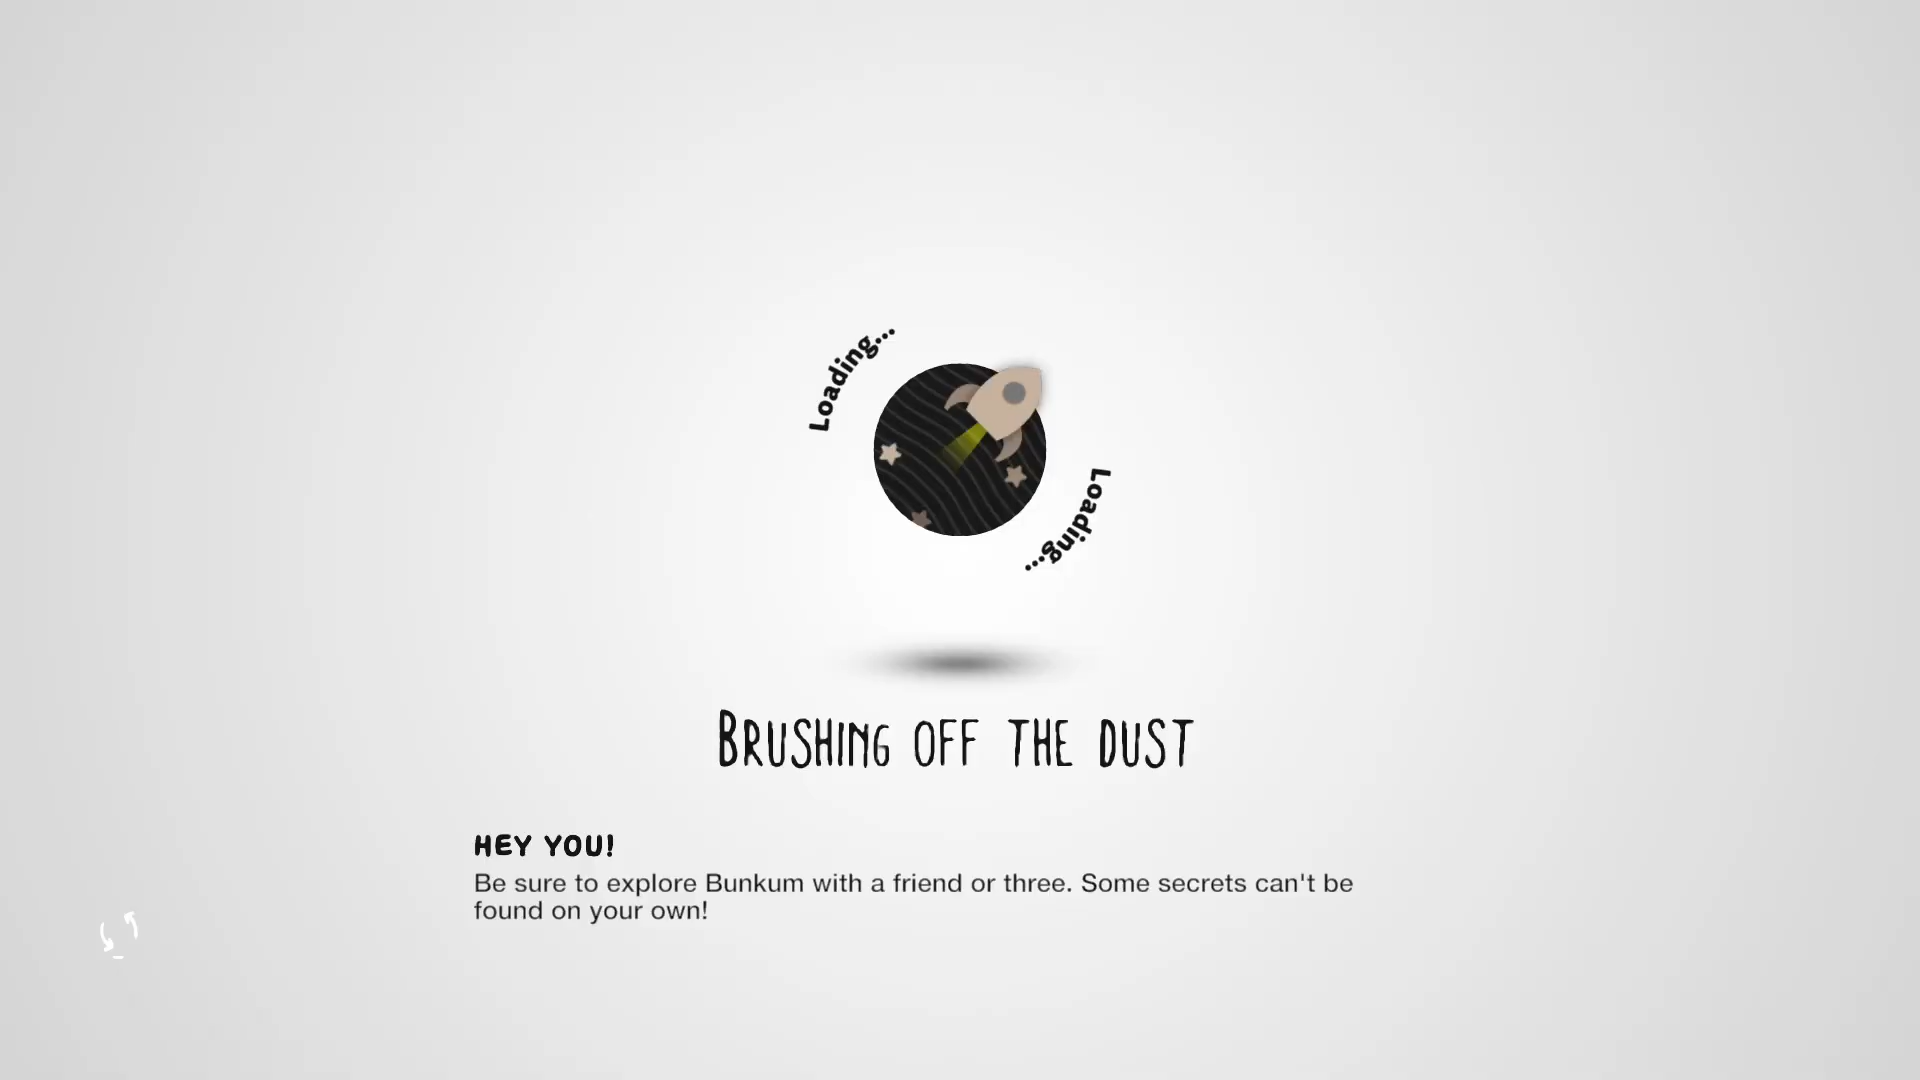 Loading...
Loading...
BRUSHING OFF THE DUST
HEY YOU!
Be sure to explore Bunkum with a friend or three. Some secrets can't be
found on your own!